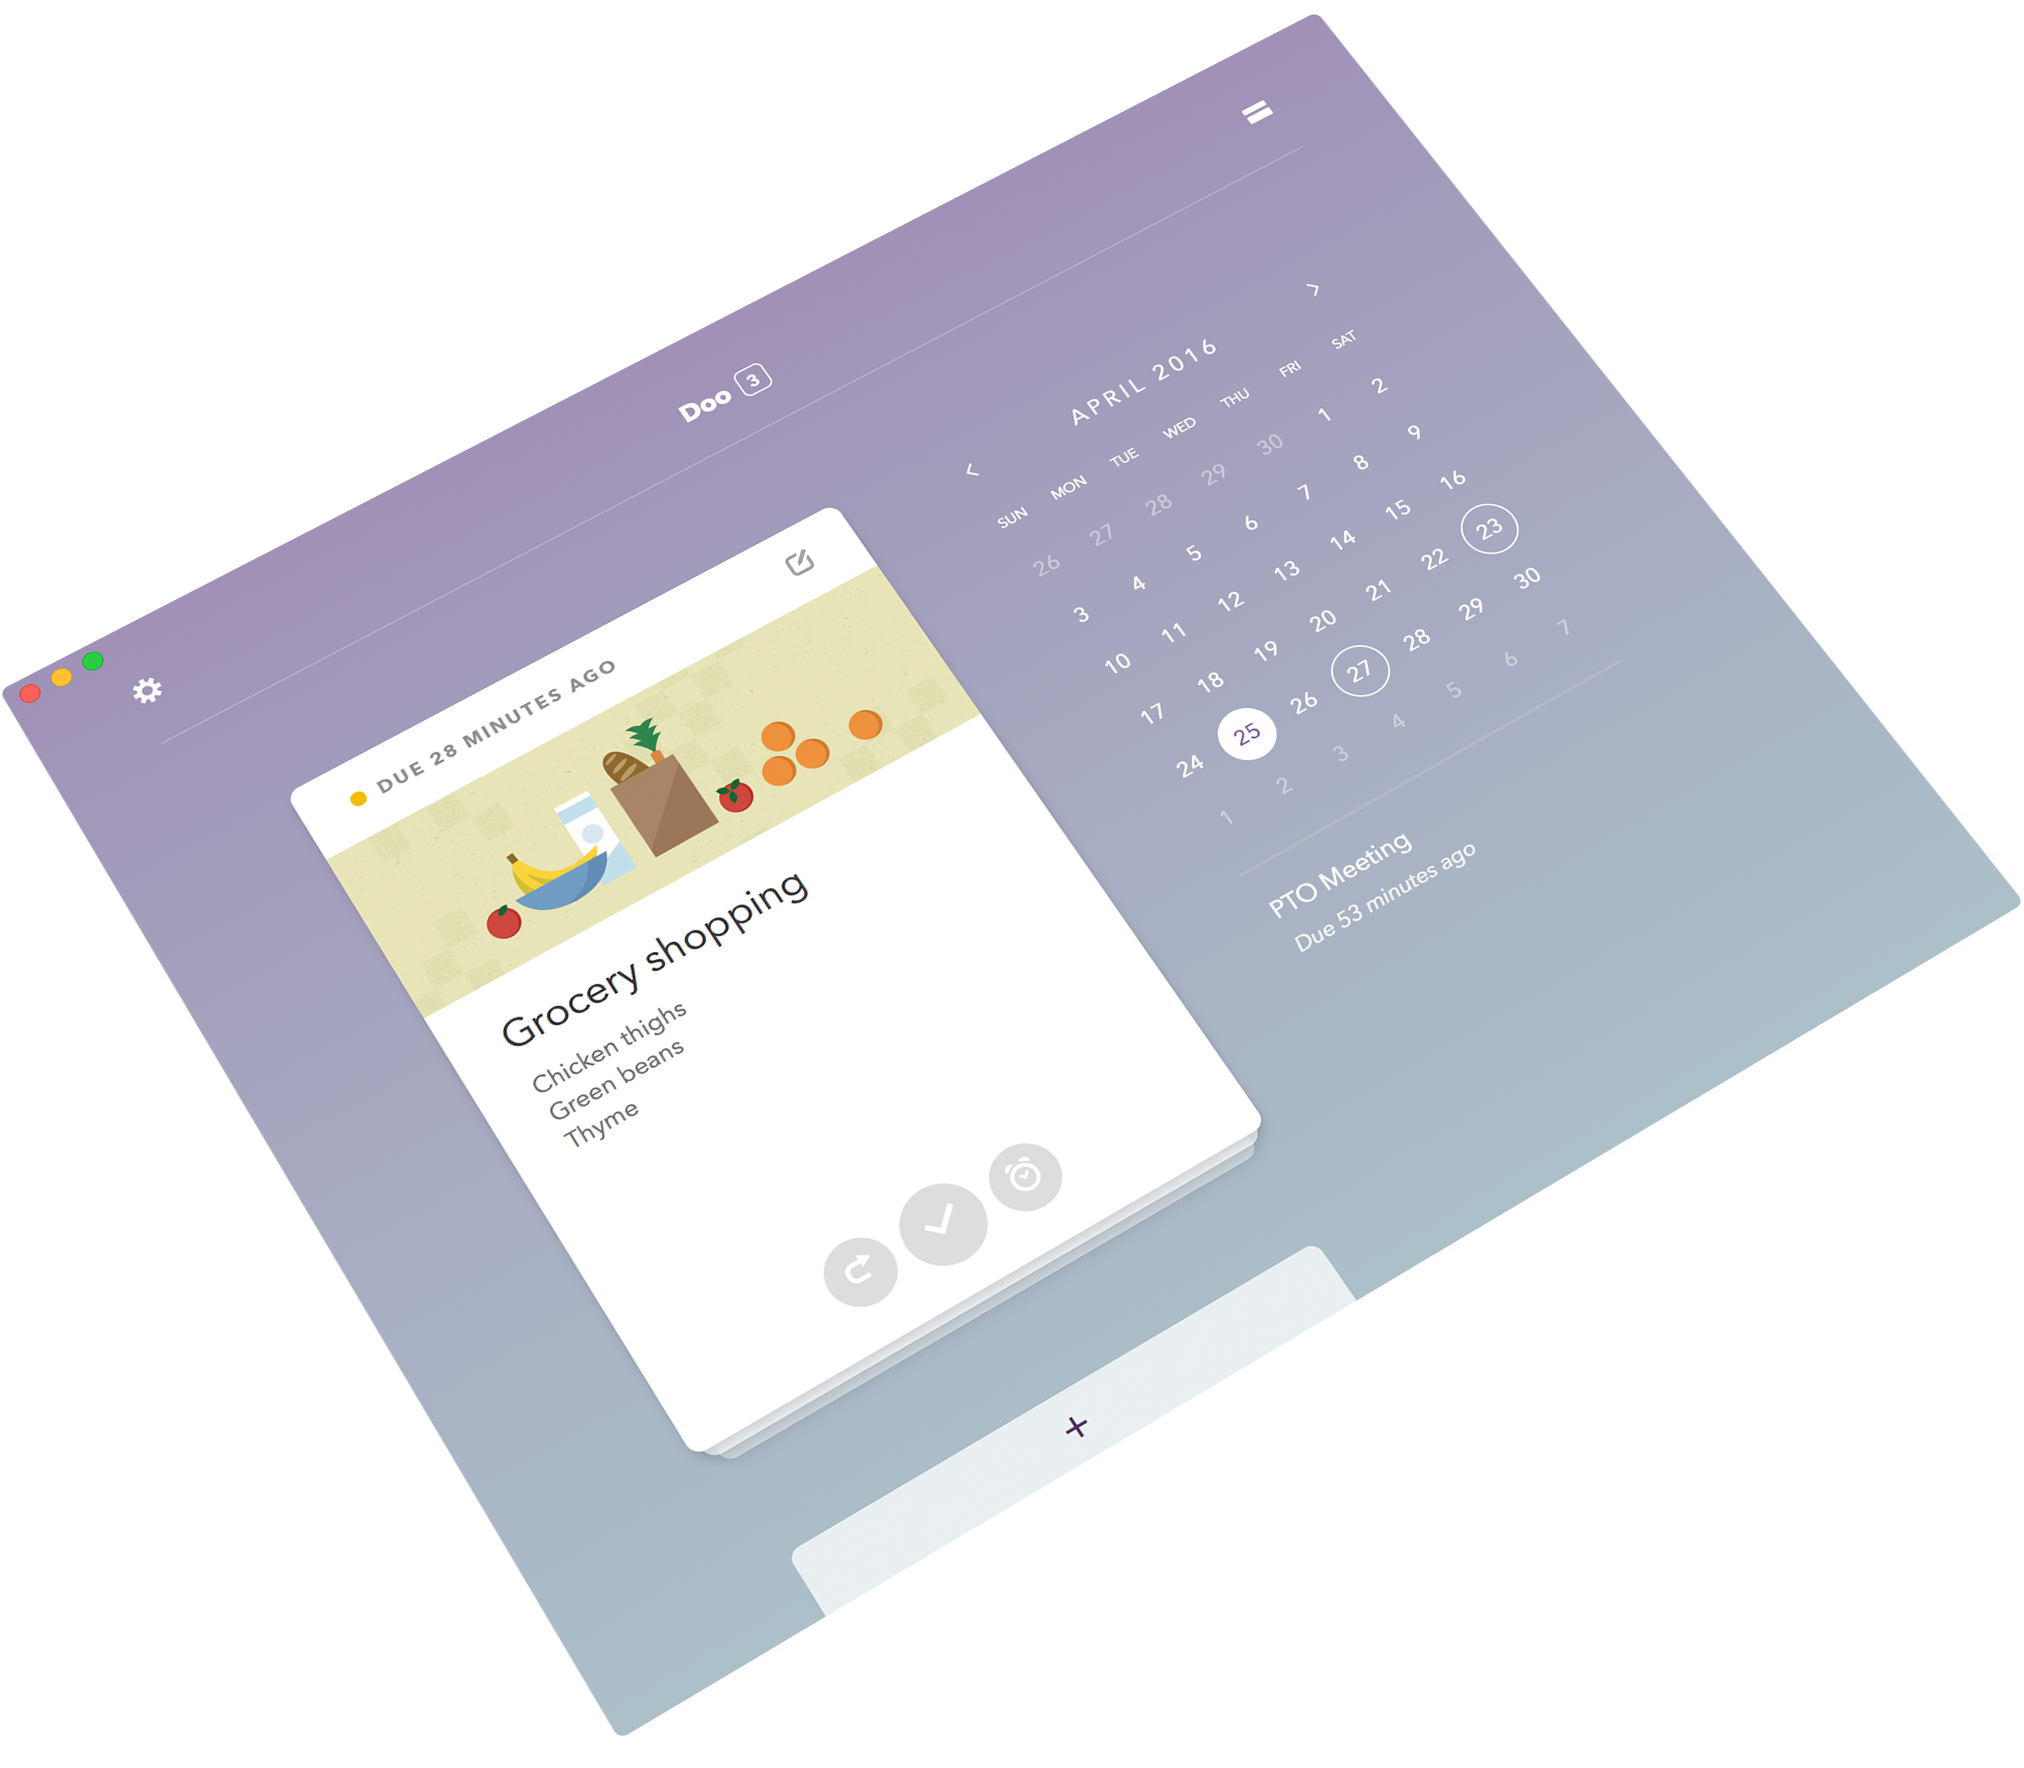 Doo 3
DUE 28 MINUTES AGO
Grocery shopping
Chicken thighs
Green beans
Thyme
APRIL 2016
SUN MON TUE WED THU FRI SAT
26 27 28 29 30 1 2
3 4 5 6 7 8 9
10 11 12 13 14 15 16
17 18 19 20 21 22 23
24 25 26 27 28 29 30
1 2 3 4 5 6 7
PTO Meeting
Due 53 minutes ago